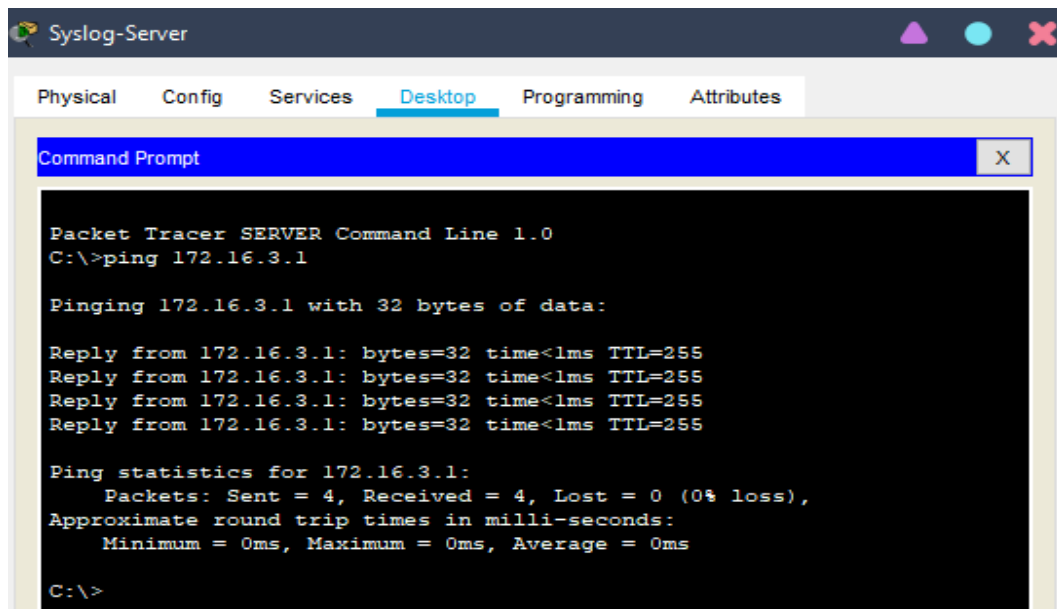 Syslog-Server
Physical Config Services Desktop Programming Attributes
Command Prompt X
Packet Tracer SERVER Command Line 1.0
C:\>ping 172.16.3.1
Pinging 172.16.3.1 with 32 bytes of data:
Reply from 172.16.3.1: bytes=32 time<1ms TTL=255
Reply from 172.16.3.1: bytes=32 time<1ms TTL=255
Reply from 172.16.3.1: bytes=32 time<1ms TTL=255
Reply from 172.16.3.1: bytes=32 time<1ms TTL=255
Ping statistics for 172.16.3.1:
Packets: Sent = 4, Received = 4, Lost = 0 (0% loss),
Approximate round trip times in milli-seconds:
Minimum = 0ms, Maximum = 0ms, Average = 0ms
C:\>